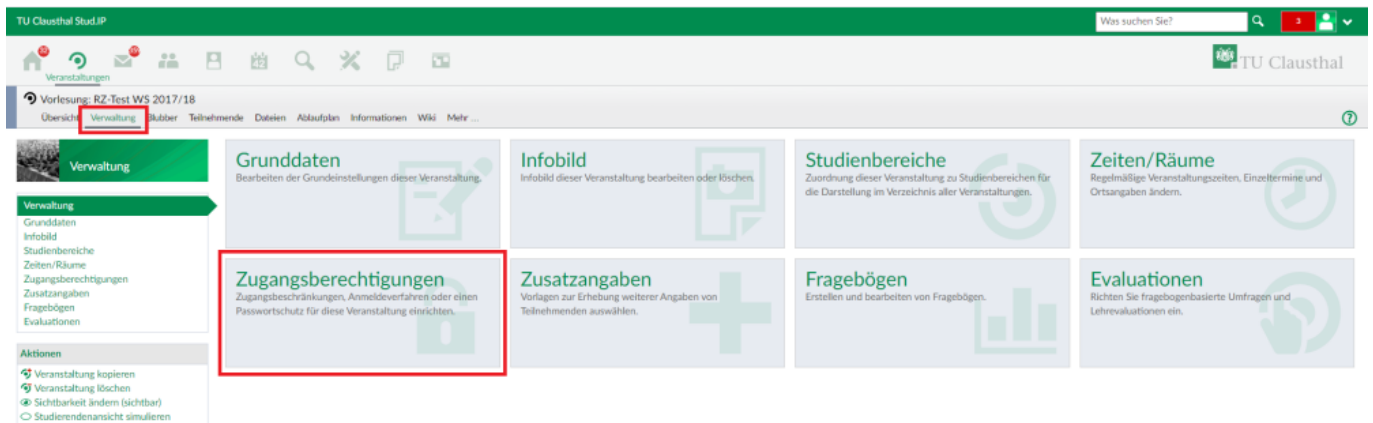 TU Clausthal Stud.IP
Was suchen Sie?
3
Veranstaltungen
TU Clausthal
Vorlesung: RZ-Test WS 2017/18
Übersicht Verwaltung Blubber Teilnehmende Dateien Ablaufplan Informationen Wiki Mehr ...
Verwaltung
Verwaltung
Grunddaten
Infobild
Studienbereiche
Zeiten/Räume
Zugangsberechtigungen
Zusatzangaben
Fragebögen
Evaluationen
Aktionen
Veranstaltung kopieren
Veranstaltung löschen
Sichtbarkeit ändern (sichtbar)
Studierendenansicht simulieren
Grunddaten
Bearbeiten der Grundeinstellungen dieser Veranstaltung.
Infobild
Infobild dieser Veranstaltung bearbeiten oder löschen.
Studienbereiche
Zuordnung dieser Veranstaltung zu Studienbereichen für
die Darstellung im Verzeichnis aller Veranstaltungen.
Zeiten/Räume
Regelmäßige Veranstaltungszeiten, Einzeltermine und
Ortsangaben ändern.
Zugangsberechtigungen
Zugangsbeschränkungen, Anmeldeverfahren oder einen
Passwortschutz für diese Veranstaltung einrichten.
Zusatzangaben
Vorlagen zur Erhebung weiterer Angaben von
Teilnehmenden auswählen.
Fragebögen
Erstellen und bearbeiten von Fragebögen.
Evaluationen
Richten Sie fragebogenbasierte Umfragen und
Lehrevaluationen ein.